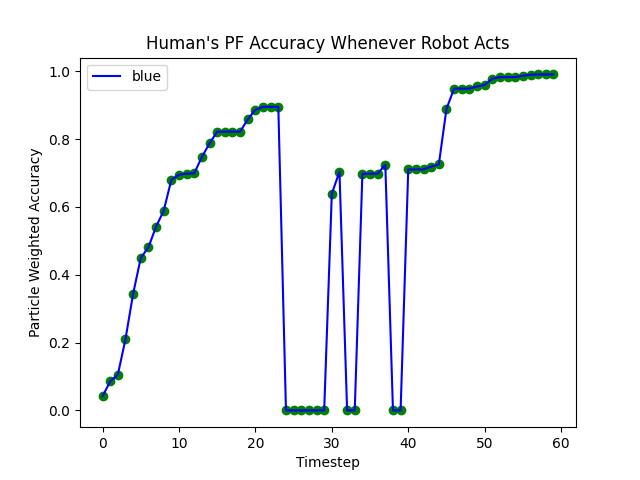 Human's PF Accuracy Whenever Robot Acts
blue
1.0
0.8
0.6
0.4
0.2
0.0
Particle Weighted Accuracy
0 10 20 30 40 50 60
Timestep